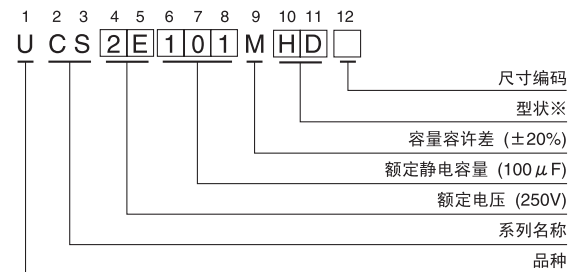 1 2 3 4 5 6 7 8 9 10 11 12
U C S 2 E 1 0 1 M H D
尺寸编码
型状※
容量容许差 (±20%)
额定静电容量 (100μF)
额定电压 (250V)
系列名称
品种